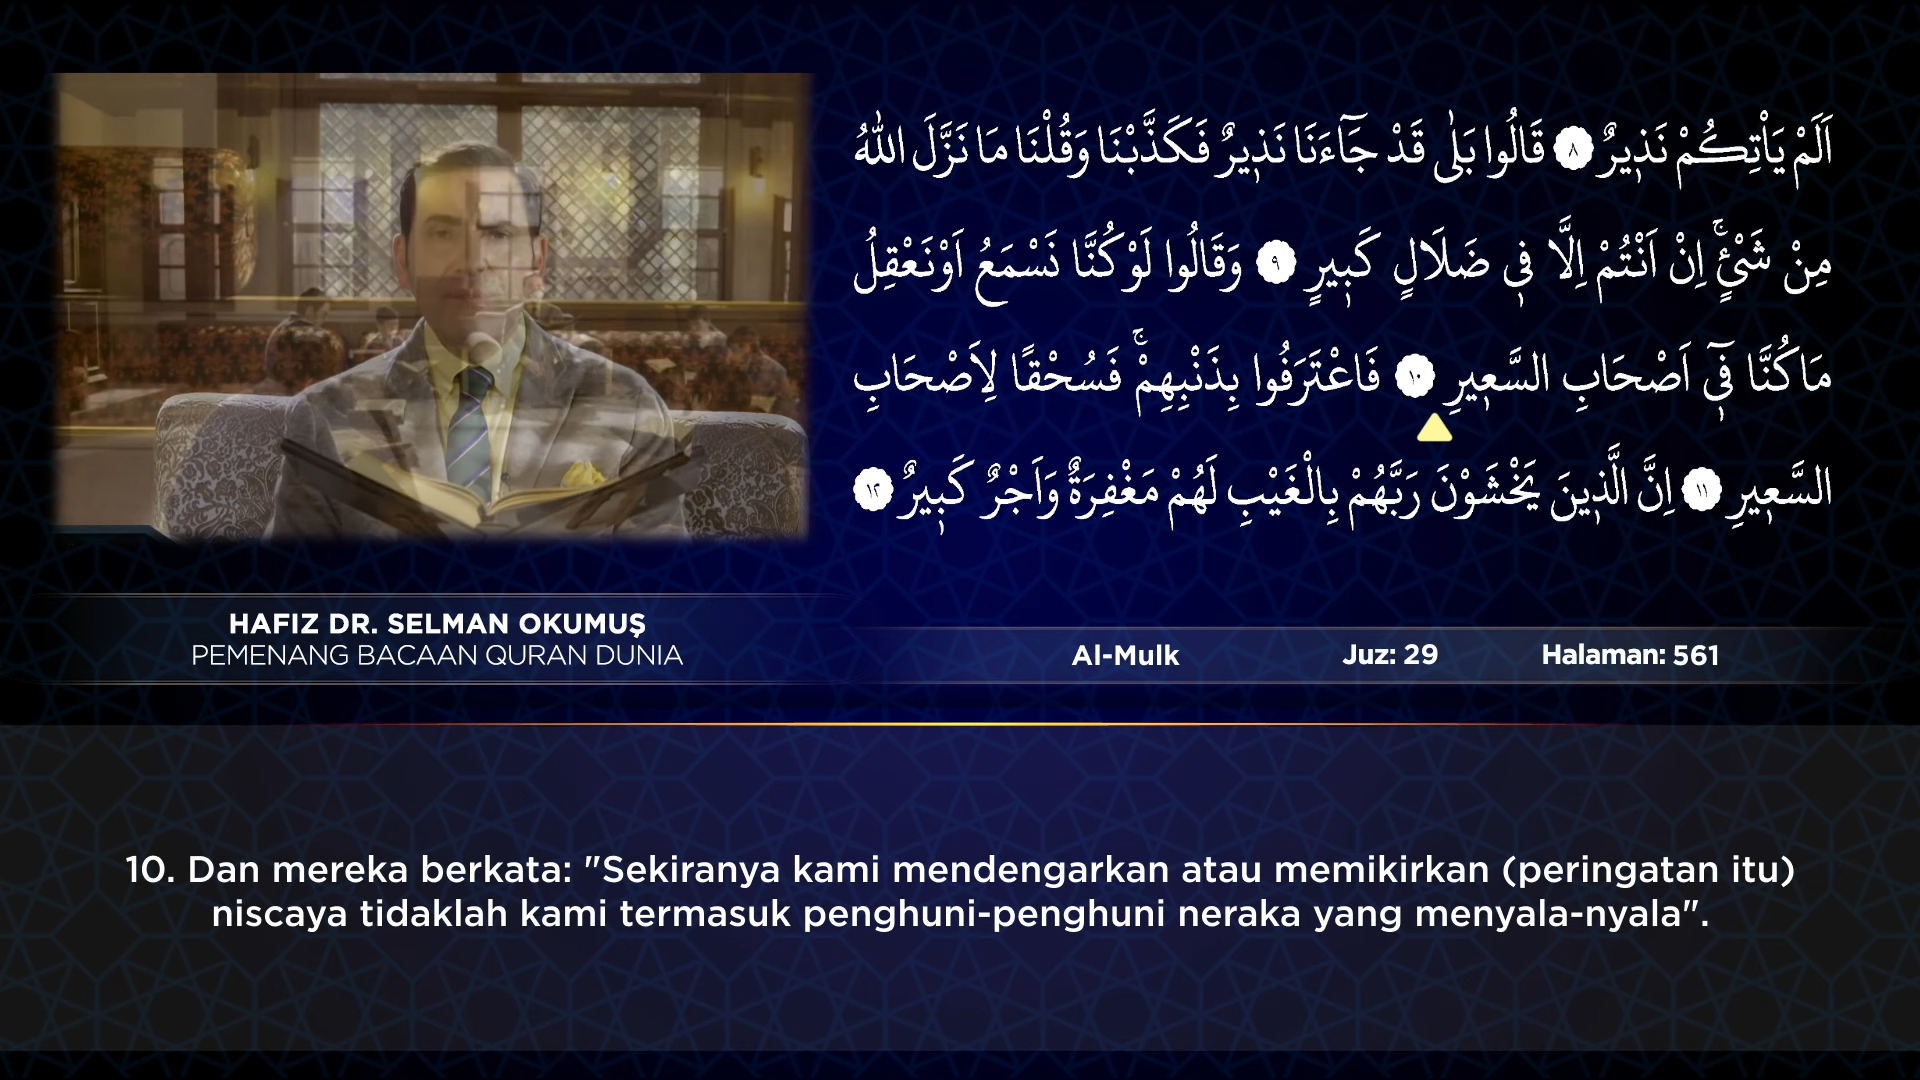 اَلَمْ يَأْتِكُمْ نَذِيرٌ ٨ قَالُوا بَلٰى قَدْ جَٓاءَنَا نَذِيرٌ فَكَذَّبْنَا وَقُلْنَا مَا نَزَّلَ اللّٰهُ
مِنْ شَيْءٍۚ اِنْ اَنْتُمْ اِلَّا فِي ضَلَالٍ كَبِيرٍ ٩ وَقَالُوا لَوْ كُنَّا نَسْمَعُ اَوْ نَعْقِلُ
مَا كُنَّا فِٓي اَصْحَابِ السَّعِيرِ ١٠ فَاعْتَرَفُوا بِذَنْبِهِمْۚ فَسُحْقًا لِاَصْحَابِ
السَّعِيرِ ١١ اِنَّ الَّذِينَ يَخْشَوْنَ رَبَّهُمْ بِالْغَيْبِ لَهُمْ مَغْفِرَةٌ وَاَجْرٌ كَبِيرٌ ١٢
HAFIZ DR. SELMAN OKUMUŞ
PEMENANG BACAAN QURAN DUNIA
Al-Mulk Juz: 29 Halaman: 561
10. Dan mereka berkata: "Sekiranya kami mendengarkan atau memikirkan (peringatan itu)
niscaya tidaklah kami termasuk penghuni-penghuni neraka yang menyala-nyala".